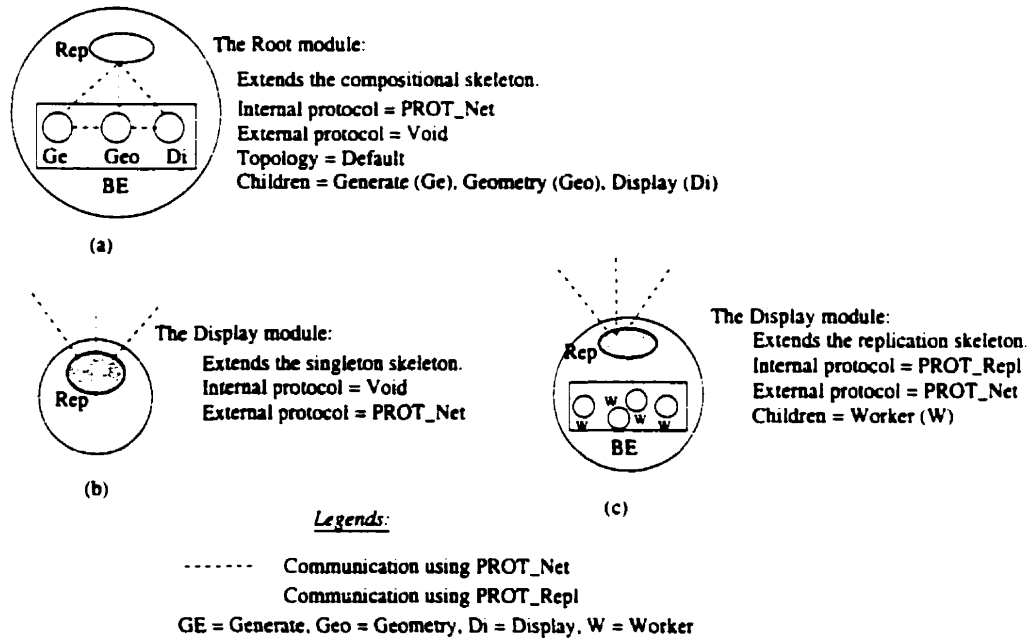 Rep
The Root module:
Extends the compositional skeleton.
Internal protocol = PROT_Net
External protocol = Void
Topology = Default
Children = Generate (Ge), Geometry (Geo), Display (Di)
Ge Geo Di
BE
(a)
The Display module:
Extends the singleton skeleton.
Internal protocol = Void
External protocol = PROT_Net
Rep
(b)
The Display module:
Extends the replication skeleton.
Internal protocol = PROT_Repl
External protocol = PROT_Net
Children = Worker (W)
Rep
W W W W
BE
(c)
Legends:
Communication using PROT_Net
Communication using PROT_Repl
GE = Generate, Geo = Geometry, Di = Display, W = Worker